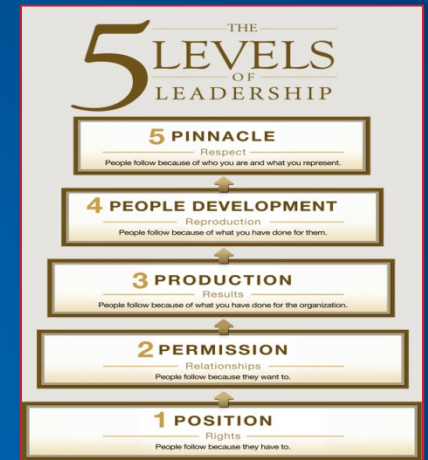 THE
5 LEVELS
OF
LEADERSHIP
5 PINNACLE
Respect
People follow because of who you are and what you represent.
4 PEOPLE DEVELOPMENT
Reproduction
People follow because of what you have done for them.
3 PRODUCTION
Results
People follow because of what you have done for the organization.
2 PERMISSION
Relationships
People follow because they want to.
1 POSITION
Rights
People follow because they have to.